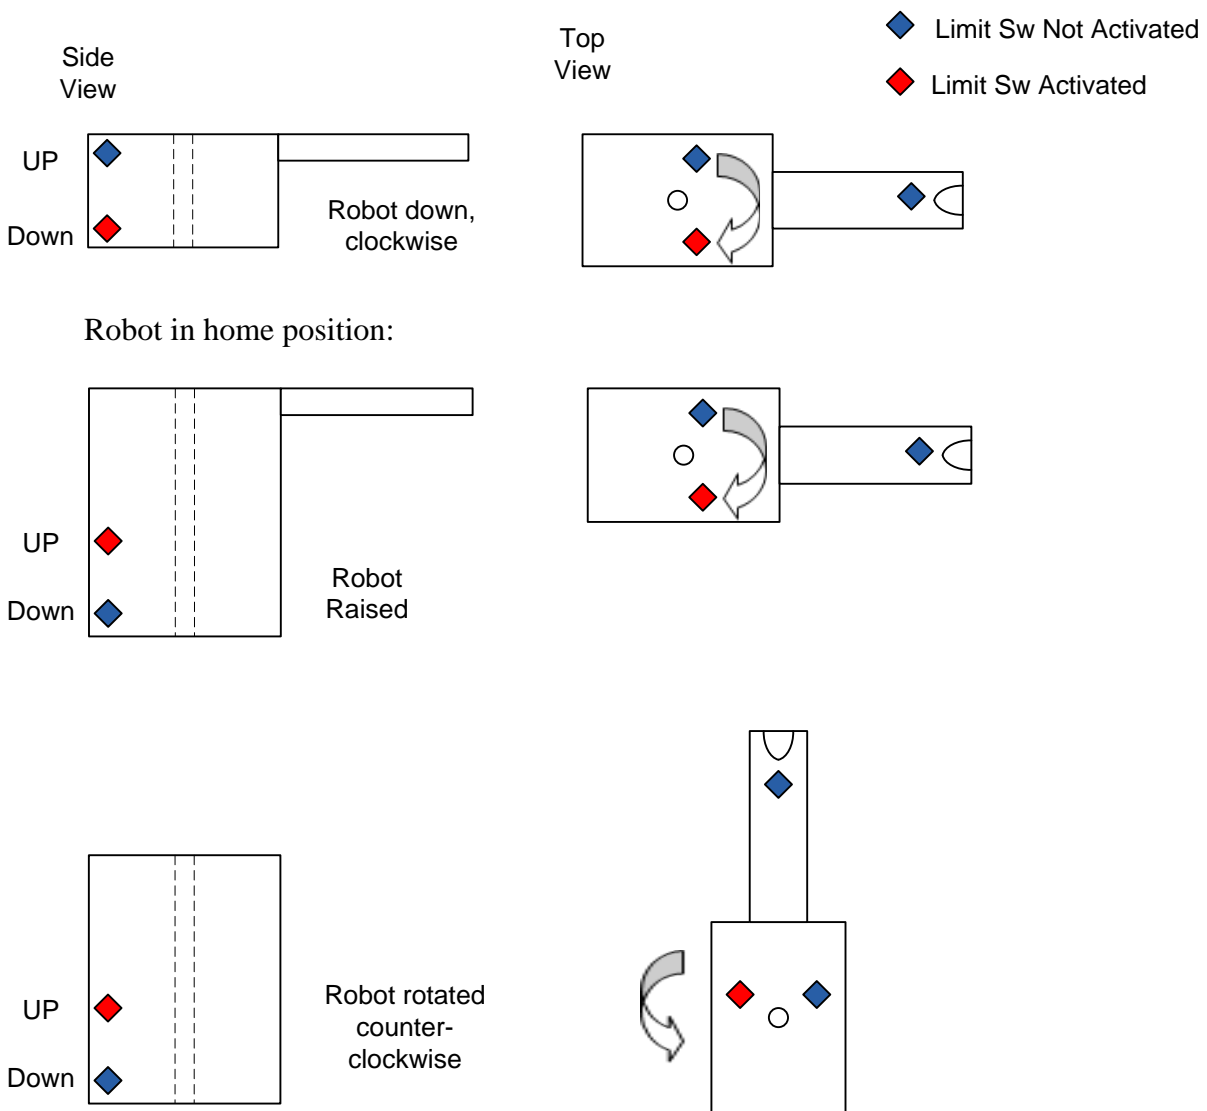 Side
View
Top
View
Limit Sw Not Activated
Limit Sw Activated
UP
Down
Robot down,
clockwise
Robot in home position:
UP
Down
Robot
Raised
UP
Down
Robot rotated
counter-
clockwise